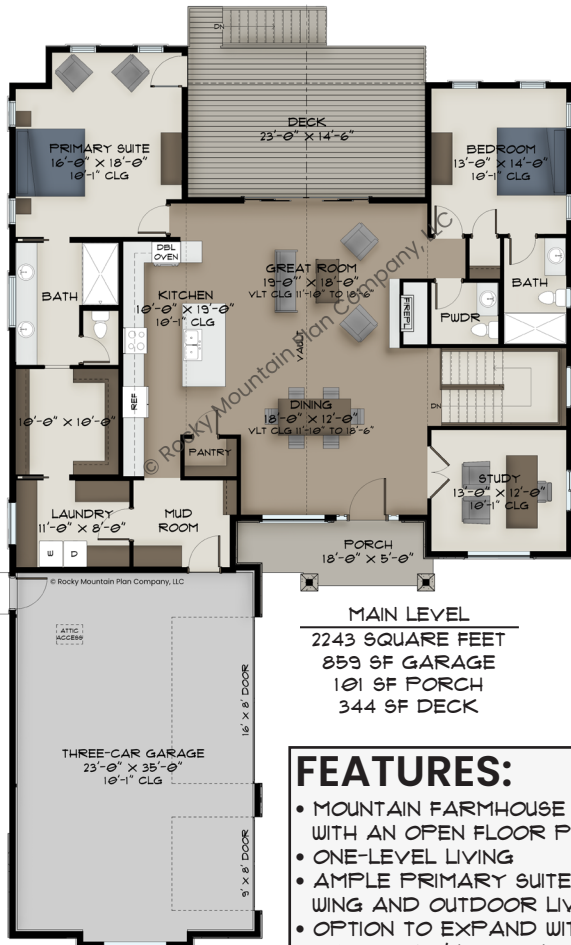 DN
DECK
23'-0" X 14'-6"
PRIMARY SUITE
16'-0" X 18'-0"
10'-1" CLG
BEDROOM
13'-0" X 14'-0"
10'-1" CLG
DBL
OVEN
GREAT ROOM
19'-0" X 18'-0"
VLT CLG 11'-10" TO 18'-6"
BATH
KITCHEN
10'-0" X 19'-0"
10'-1" CLG
BATH
FIREPL
PWDR
VAULT
© Rocky Mountain Plan Company, LLC
REF
10'-0" X 10'-0"
DINING
18'-0" X 12'-0"
VLT CLG 11'-10" TO 18'-6"
DN
PANTRY
STUDY
13'-0" X 12'-0"
10'-1" CLG
LAUNDRY
11'-0" X 8'-0"
MUD
ROOM
D
PORCH
18'-0" X 5'-0"
© Rocky Mountain Plan Company, LLC
ATTIC
ACCESS
MAIN LEVEL
2243 SQUARE FEET
859 SF GARAGE
101 SF PORCH
344 SF DECK
16' X 8' DOOR
THREE-CAR GARAGE
23'-0" X 35'-0"
10'-1" CLG
9' X 8' DOOR
FEATURES:
• MOUNTAIN FARMHOUSE
WITH AN OPEN FLOOR P
• ONE-LEVEL LIVING
• AMPLE PRIMARY SUITE
WING AND OUTDOOR LIV
• OPTION TO EXPAND WIT